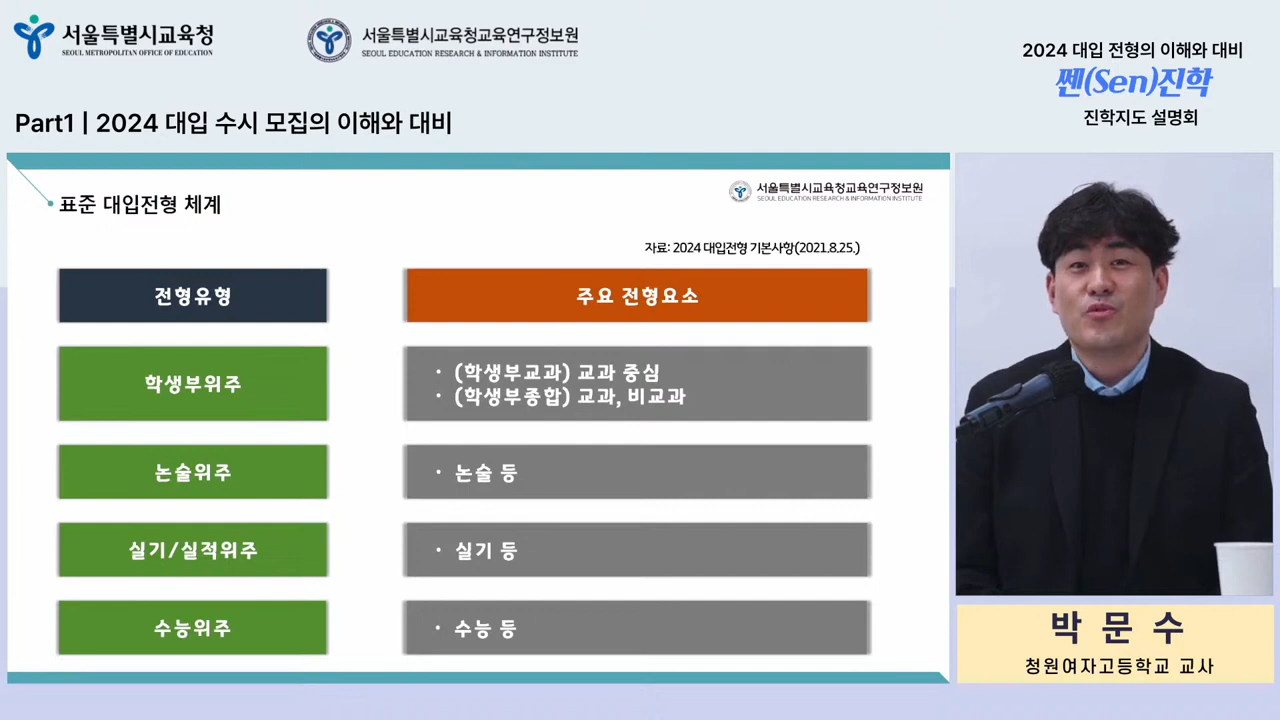 서울특별시교육청
SEOUL METROPOLITAN OFFICE OF EDUCATION
서울특별시교육청교육연구정보원
SEOUL EDUCATION RESEARCH & INFORMATION INSTITUTE
2024 대입 전형의 이해와 대비
쎈(Sen)진학
진학지도 설명회
Part1 | 2024 대입 수시 모집의 이해와 대비
표준 대입전형 체계
서울특별시교육청교육연구정보원
SEOUL EDUCATION RESEARCH & INFORMATION INSTITUTE
자료: 2024 대입전형 기본사항(2021.8.25.)
전형유형
주요 전형요소
학생부위주
· (학생부교과) 교과 중심
· (학생부종합) 교과, 비교과
논술위주
· 논술 등
실기/실적위주
· 실기 등
수능위주
· 수능 등
박 문 수
청원여자고등학교 교사